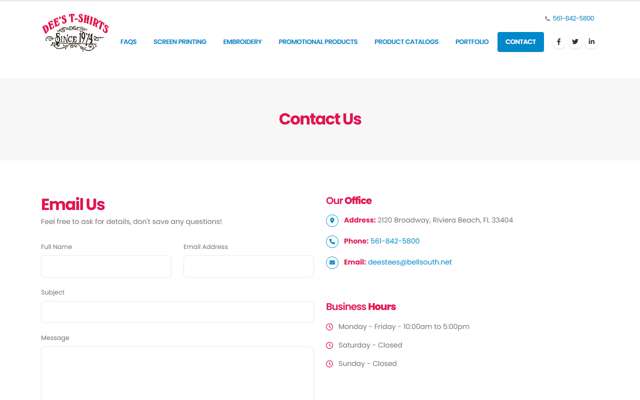 DEE'S T-SHIRTS
SINCE 1974
561-842-5800
FAQS SCREEN PRINTING EMBROIDERY PROMOTIONAL PRODUCTS PRODUCT CATALOGS PORTFOLIO CONTACT
Contact Us
Email Us
Feel free to ask for details, don't save any questions!
Full Name
Email Address
Subject
Message
Our Office
Address: 2120 Broadway, Riviera Beach, FL 33404
Phone: 561-842-5800
Email: deestees@bellsouth.net
Business Hours
Monday - Friday - 10:00am to 5:00pm
Saturday - Closed
Sunday - Closed